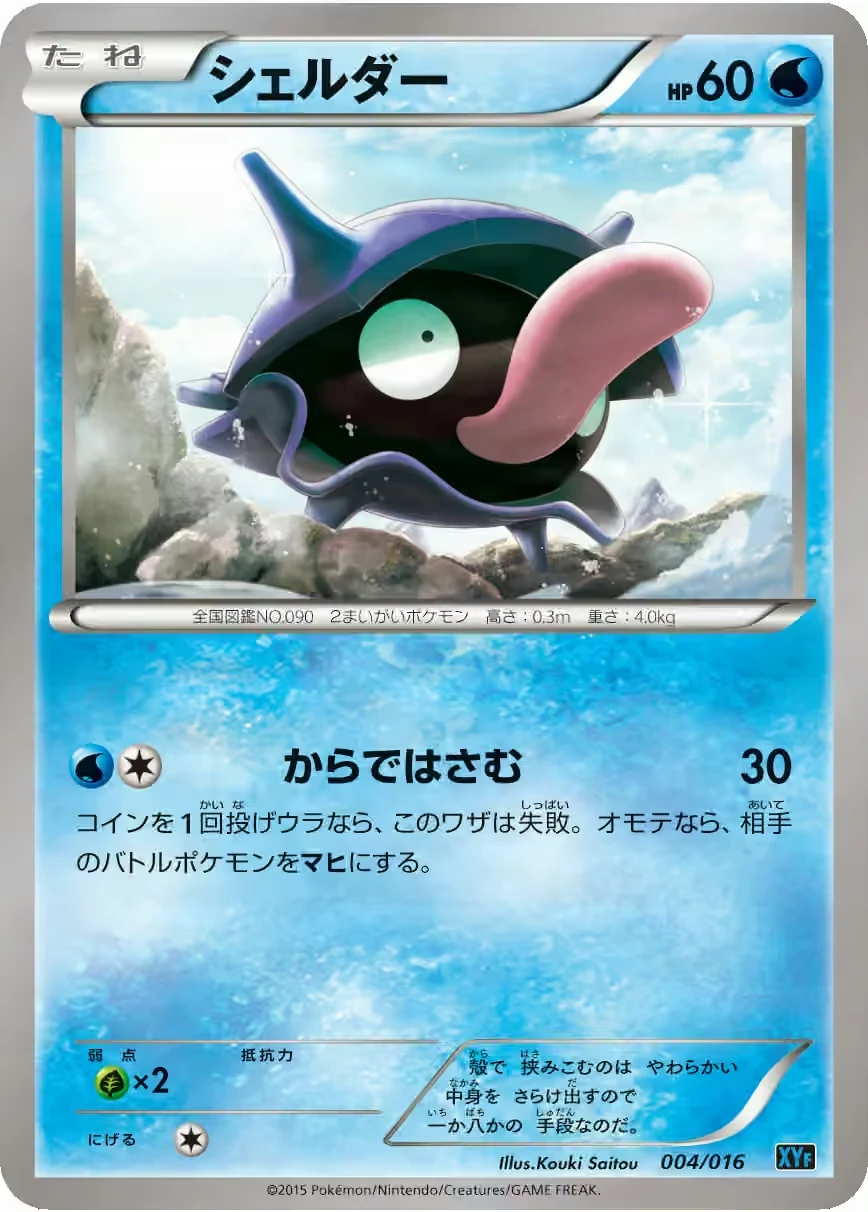 たね シェルダー HP60
全国図鑑NO.090 2まいがいポケモン 高さ:0.3m 重さ:4.0kg
からではさむ 30
コインを1回投げウラなら、このワザは失敗。オモテなら、相手
のバトルポケモンをマヒにする。
弱点 抵抗力
×2
にげる
殻で 挟みこむのは やわらかい
中身を さらけ出すので
一か八かの 手段なのだ。
Illus.Kouki Saitou 004/016 XYF
©2015 Pokémon/Nintendo/Creatures/GAME FREAK.